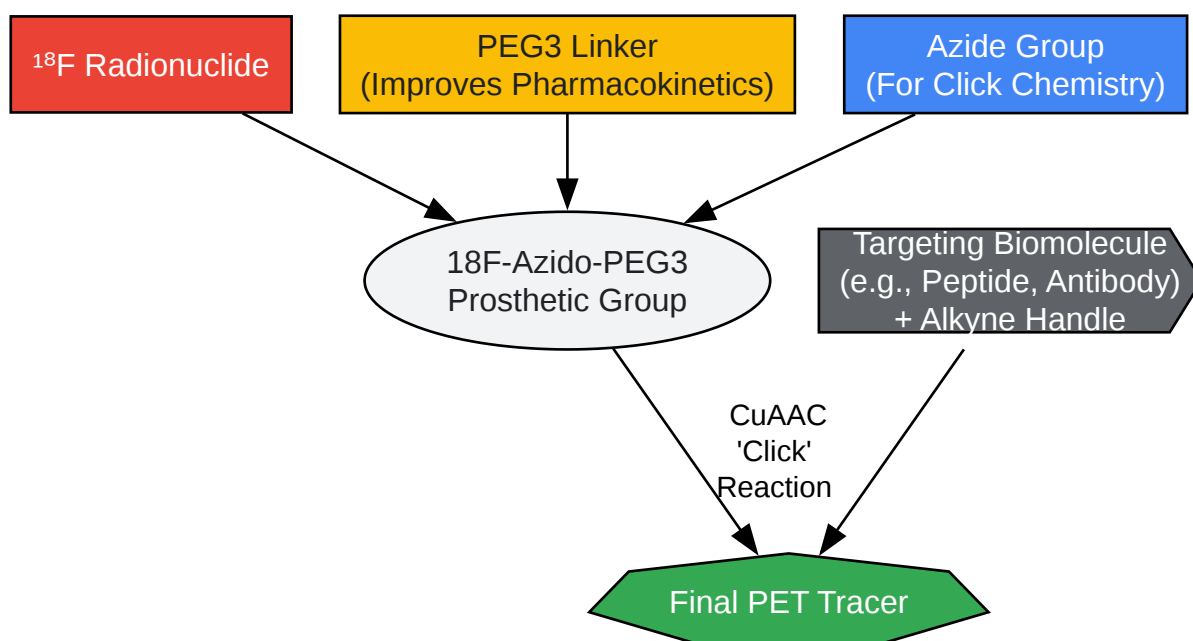 ¹⁸F Radionuclide
PEG3 Linker
(Improves Pharmacokinetics)
Azide Group
(For Click Chemistry)
18F-Azido-PEG3
Prosthetic Group
Targeting Biomolecule
(e.g., Peptide, Antibody)
+ Alkyne Handle
CuAAC
'Click'
Reaction
Final PET Tracer